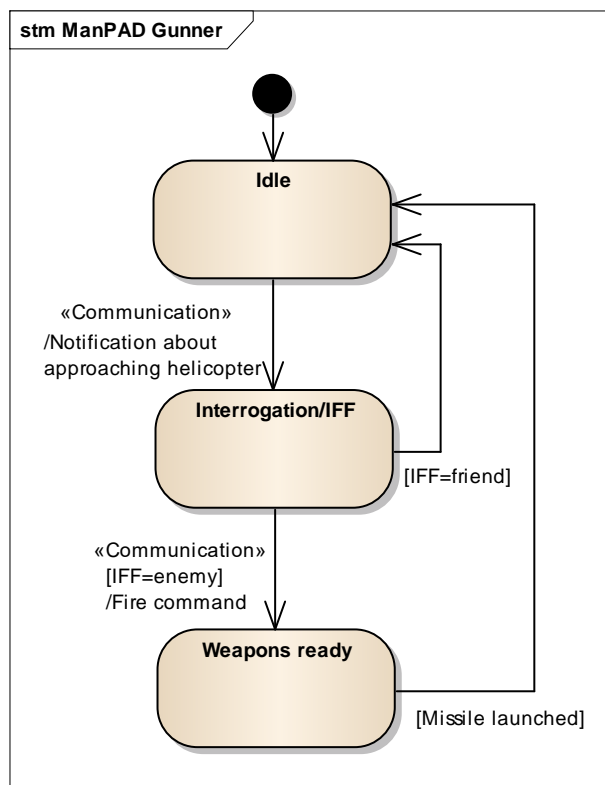 stm ManPAD Gunner
Idle
«Communication»
/Notification about
approaching helicopter
Interrogation/IFF
[IFF=friend]
«Communication»
[IFF=enemy]
/Fire command
Weapons ready
[Missile launched]